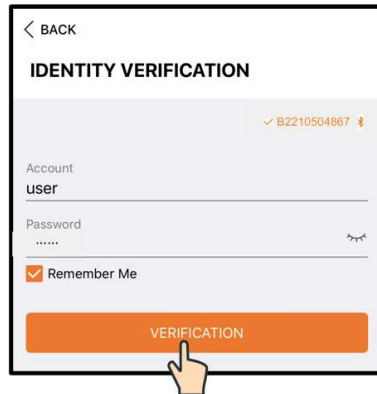 BACK
IDENTITY VERIFICATION
B2210504867
Account
user
Password
......
Remember Me
VERIFICATION